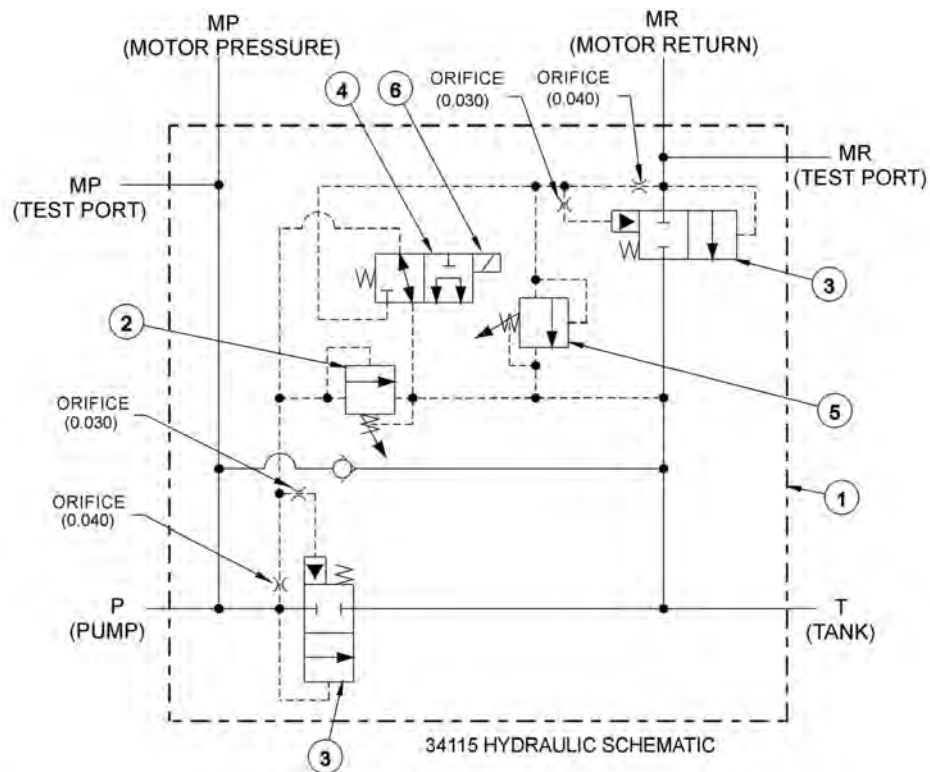 MP
(MOTOR PRESSURE)
MR
(MOTOR RETURN)
ORIFICE
(0.030)
ORIFICE
(0.040)
4
6
MP
(TEST PORT)
MR
(TEST PORT)
3
2
5
ORIFICE
(0.030)
1
ORIFICE
(0.040)
P
(PUMP)
T
(TANK)
3
34115 HYDRAULIC SCHEMATIC